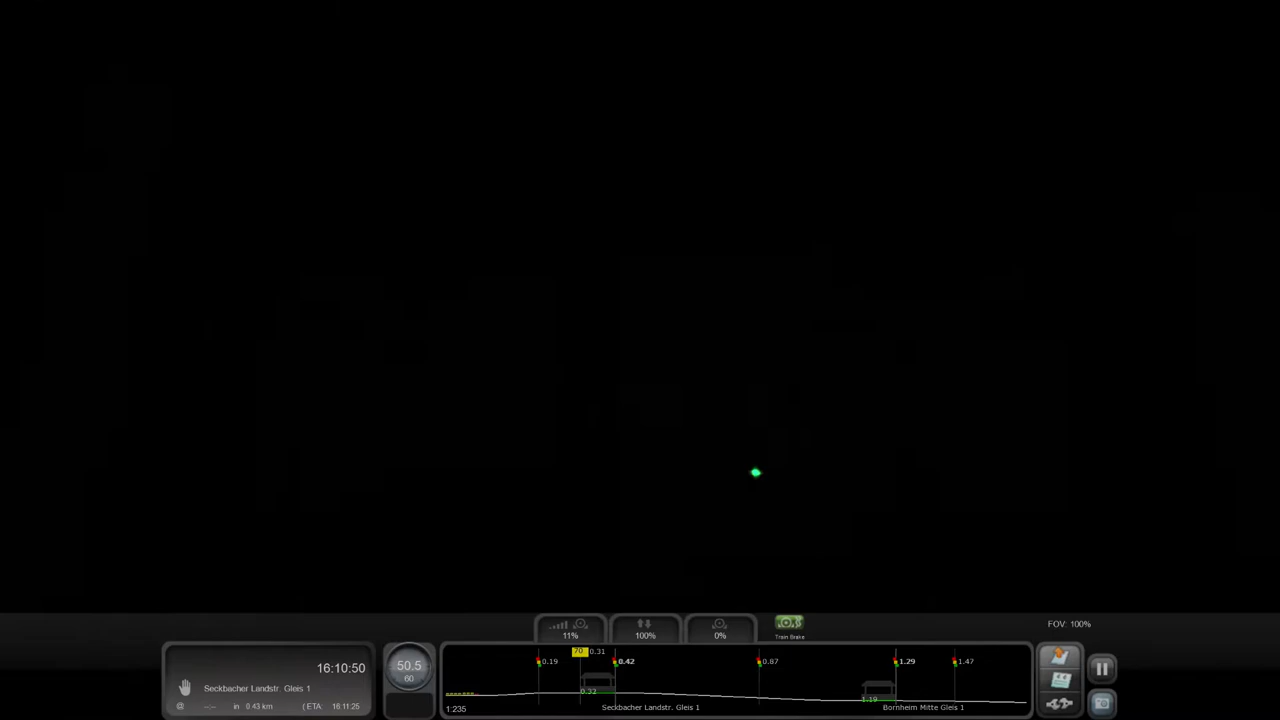 11%
100%
0%
Train Brake
FOV: 100%
16:10:50
Seckbacher Landstr. Gleis 1
@ --:-- in 0.43 km ( ETA: 16:11:25
50.5
60
70 0.31
0.19
0.42
0.87
1.29
1.47
0.32
1.19
1:235
Seckbacher Landstr. Gleis 1
Bornheim Mitte Gleis 1